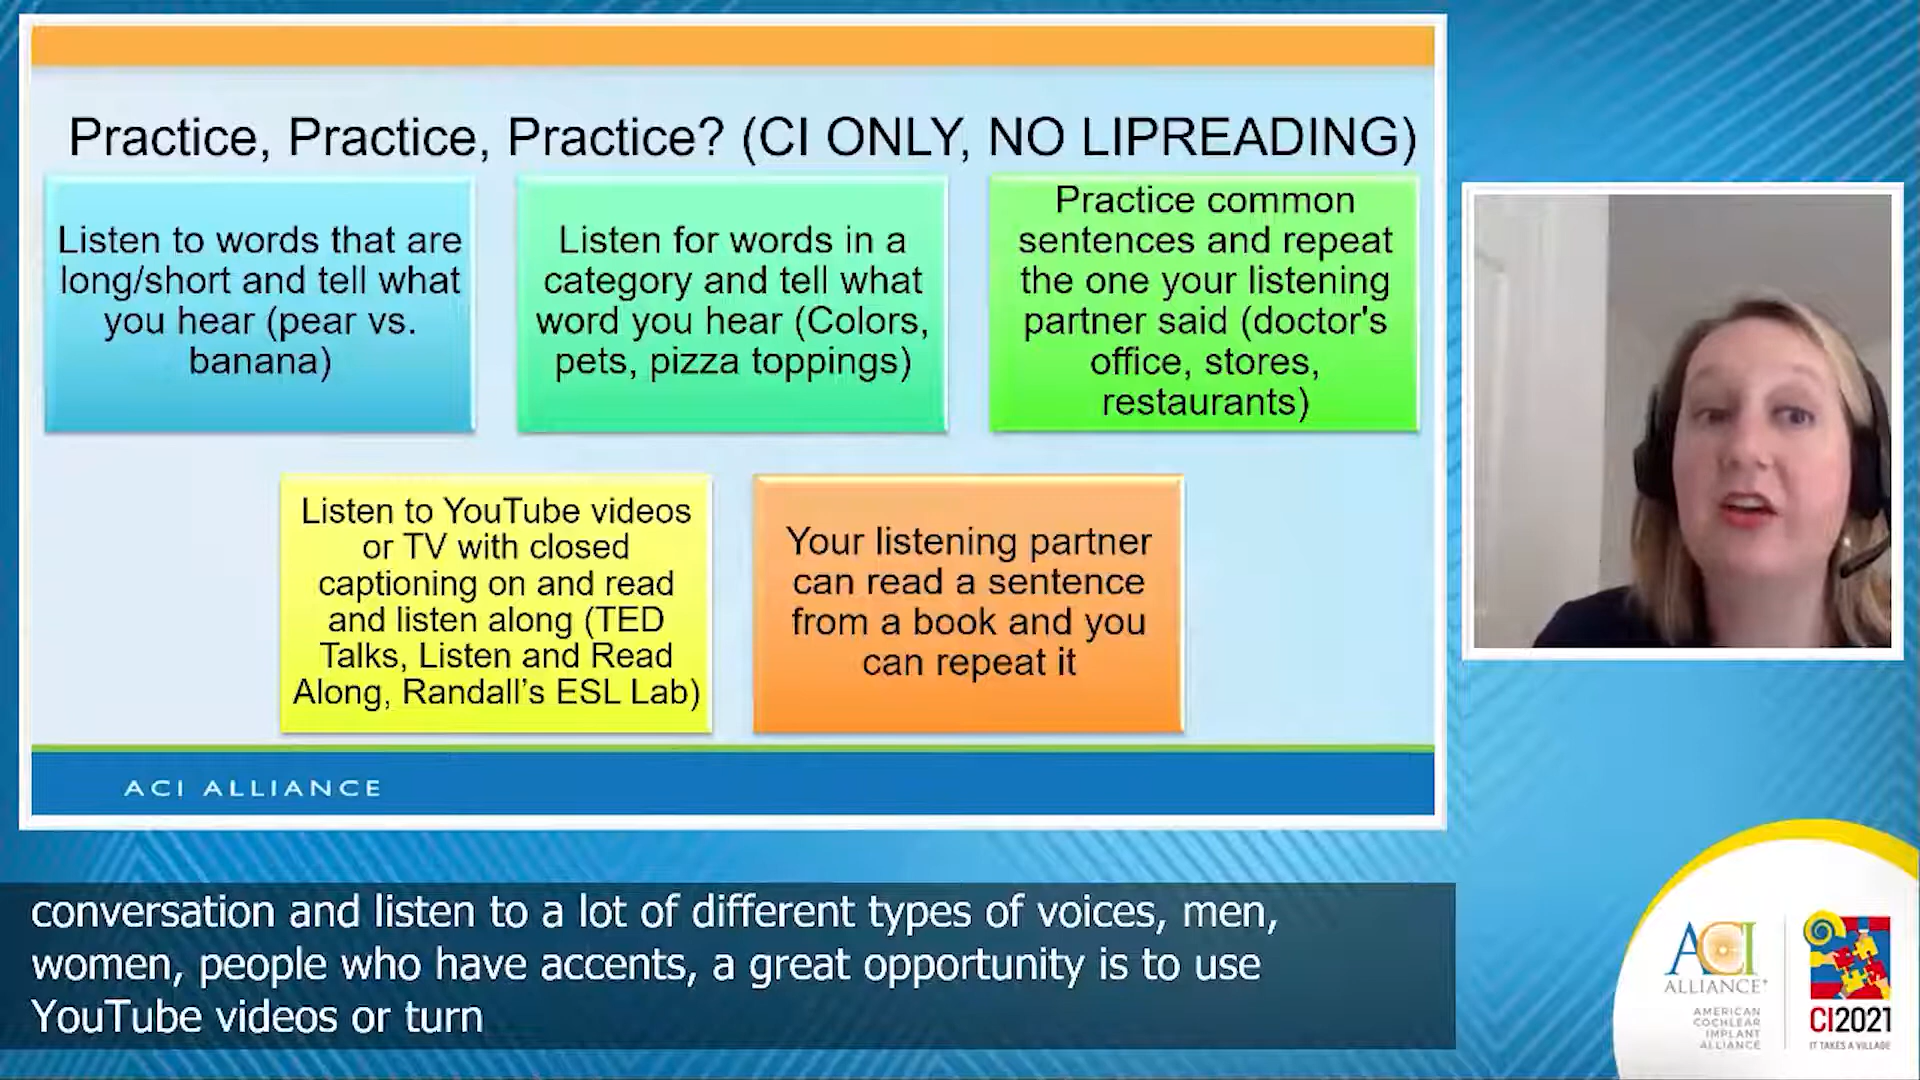 Practice, Practice, Practice? (CI ONLY, NO LIPREADING)
Listen to words that are
long/short and tell what
you hear (pear vs.
banana)
Listen for words in a
category and tell what
word you hear (Colors,
pets, pizza toppings)
Practice common
sentences and repeat
the one your listening
partner said (doctor's
office, stores,
restaurants)
Listen to YouTube videos
or TV with closed
captioning on and read
and listen along (TED
Talks, Listen and Read
Along, Randall’s ESL Lab)
Your listening partner
can read a sentence
from a book and you
can repeat it
ACI ALLIANCE
conversation and listen to a lot of different types of voices, men,
women, people who have accents, a great opportunity is to use
YouTube videos or turn
ACI
ALLIANCE
AMERICAN
COCHLEAR
IMPLANT
ALLIANCE
CI2021
IT TAKES A VILLAGE